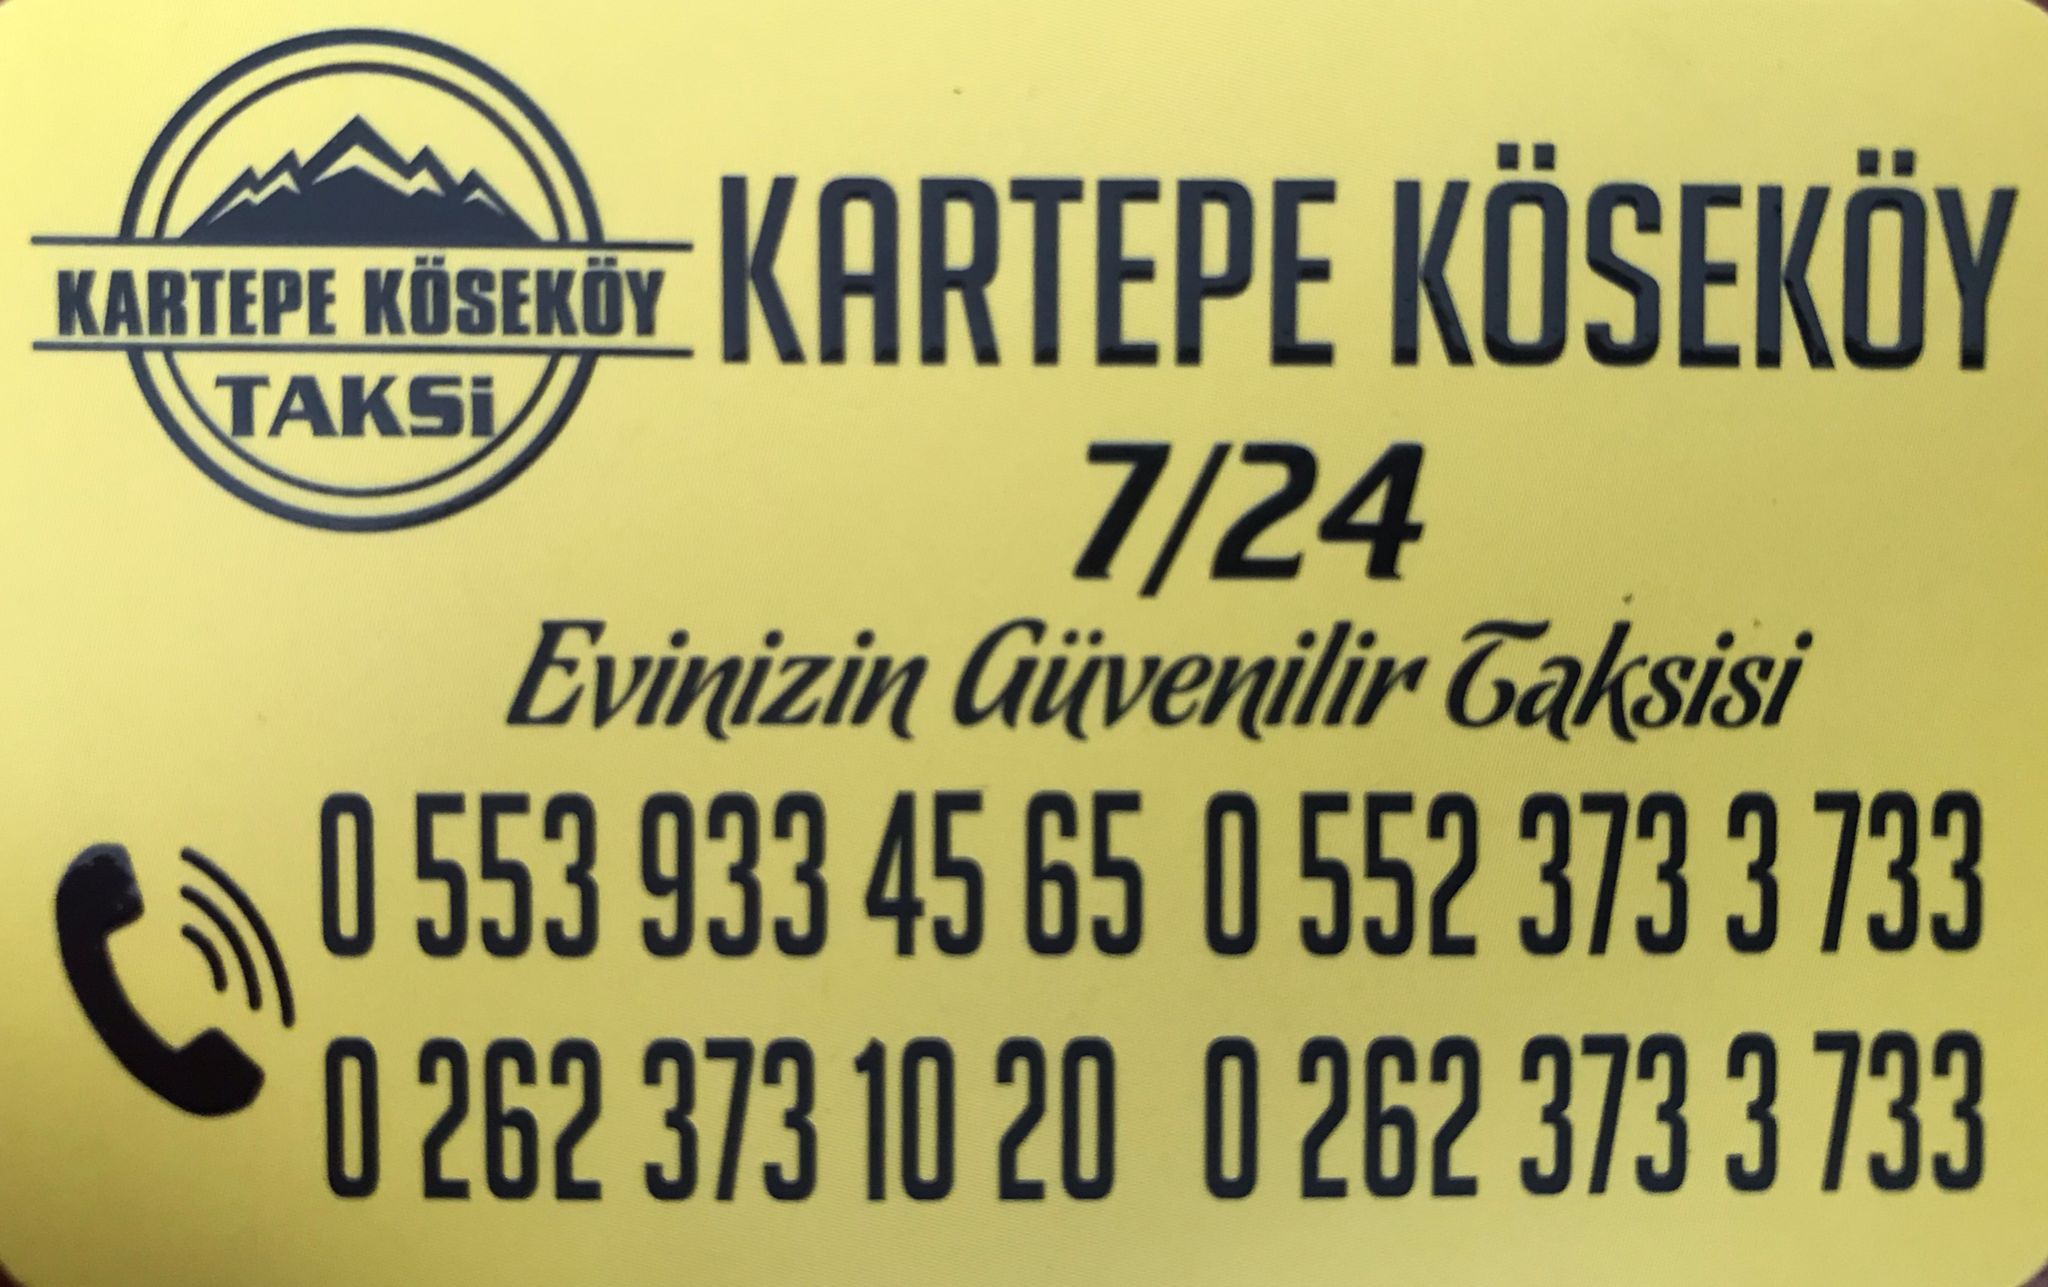 KARTEPE KÖSEKÖY
TAKSi
KARTEPE KÖSEKÖY
7/24
Evinizin Güvenilir Taksisi
0 553 933 45 65 0 552 373 3 733
0 262 373 10 20 0 262 373 3 733